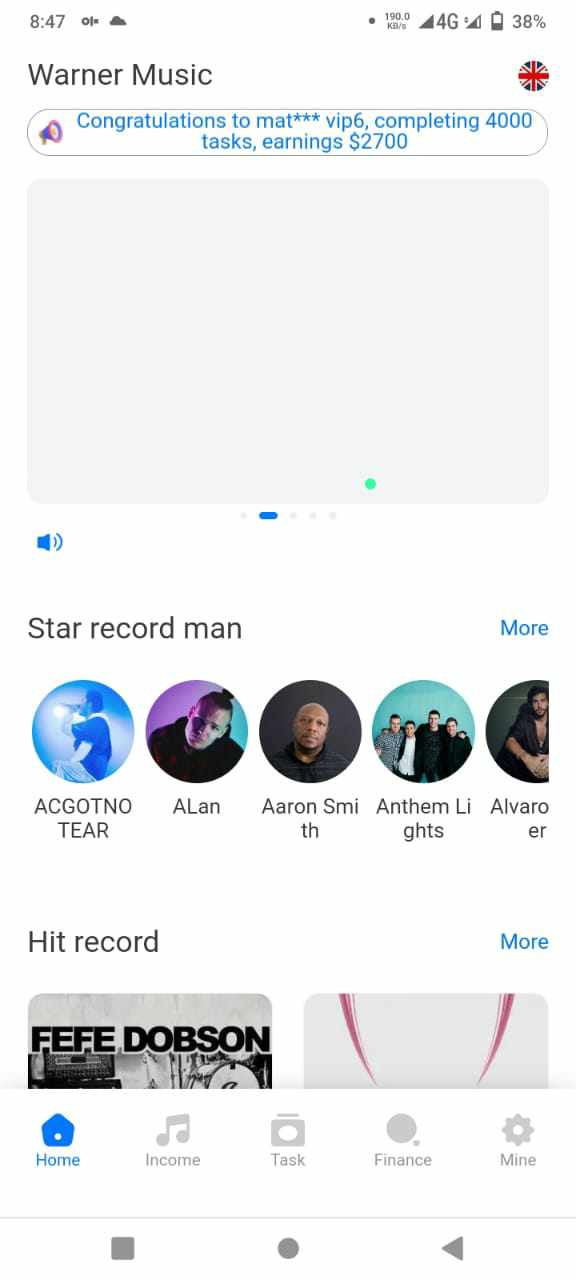 8:47
190.0
KB/s
4G
38%
Warner Music
Congratulations to mat*** vip6, completing 4000
tasks, earnings $2700
Star record man
More
ACGOTNO
TEAR
ALan
Aaron Smi
th
Anthem Li
ghts
Alvaro
er
Hit record
More
FEFE DOBSON
Home
Income
Task
Finance
Mine